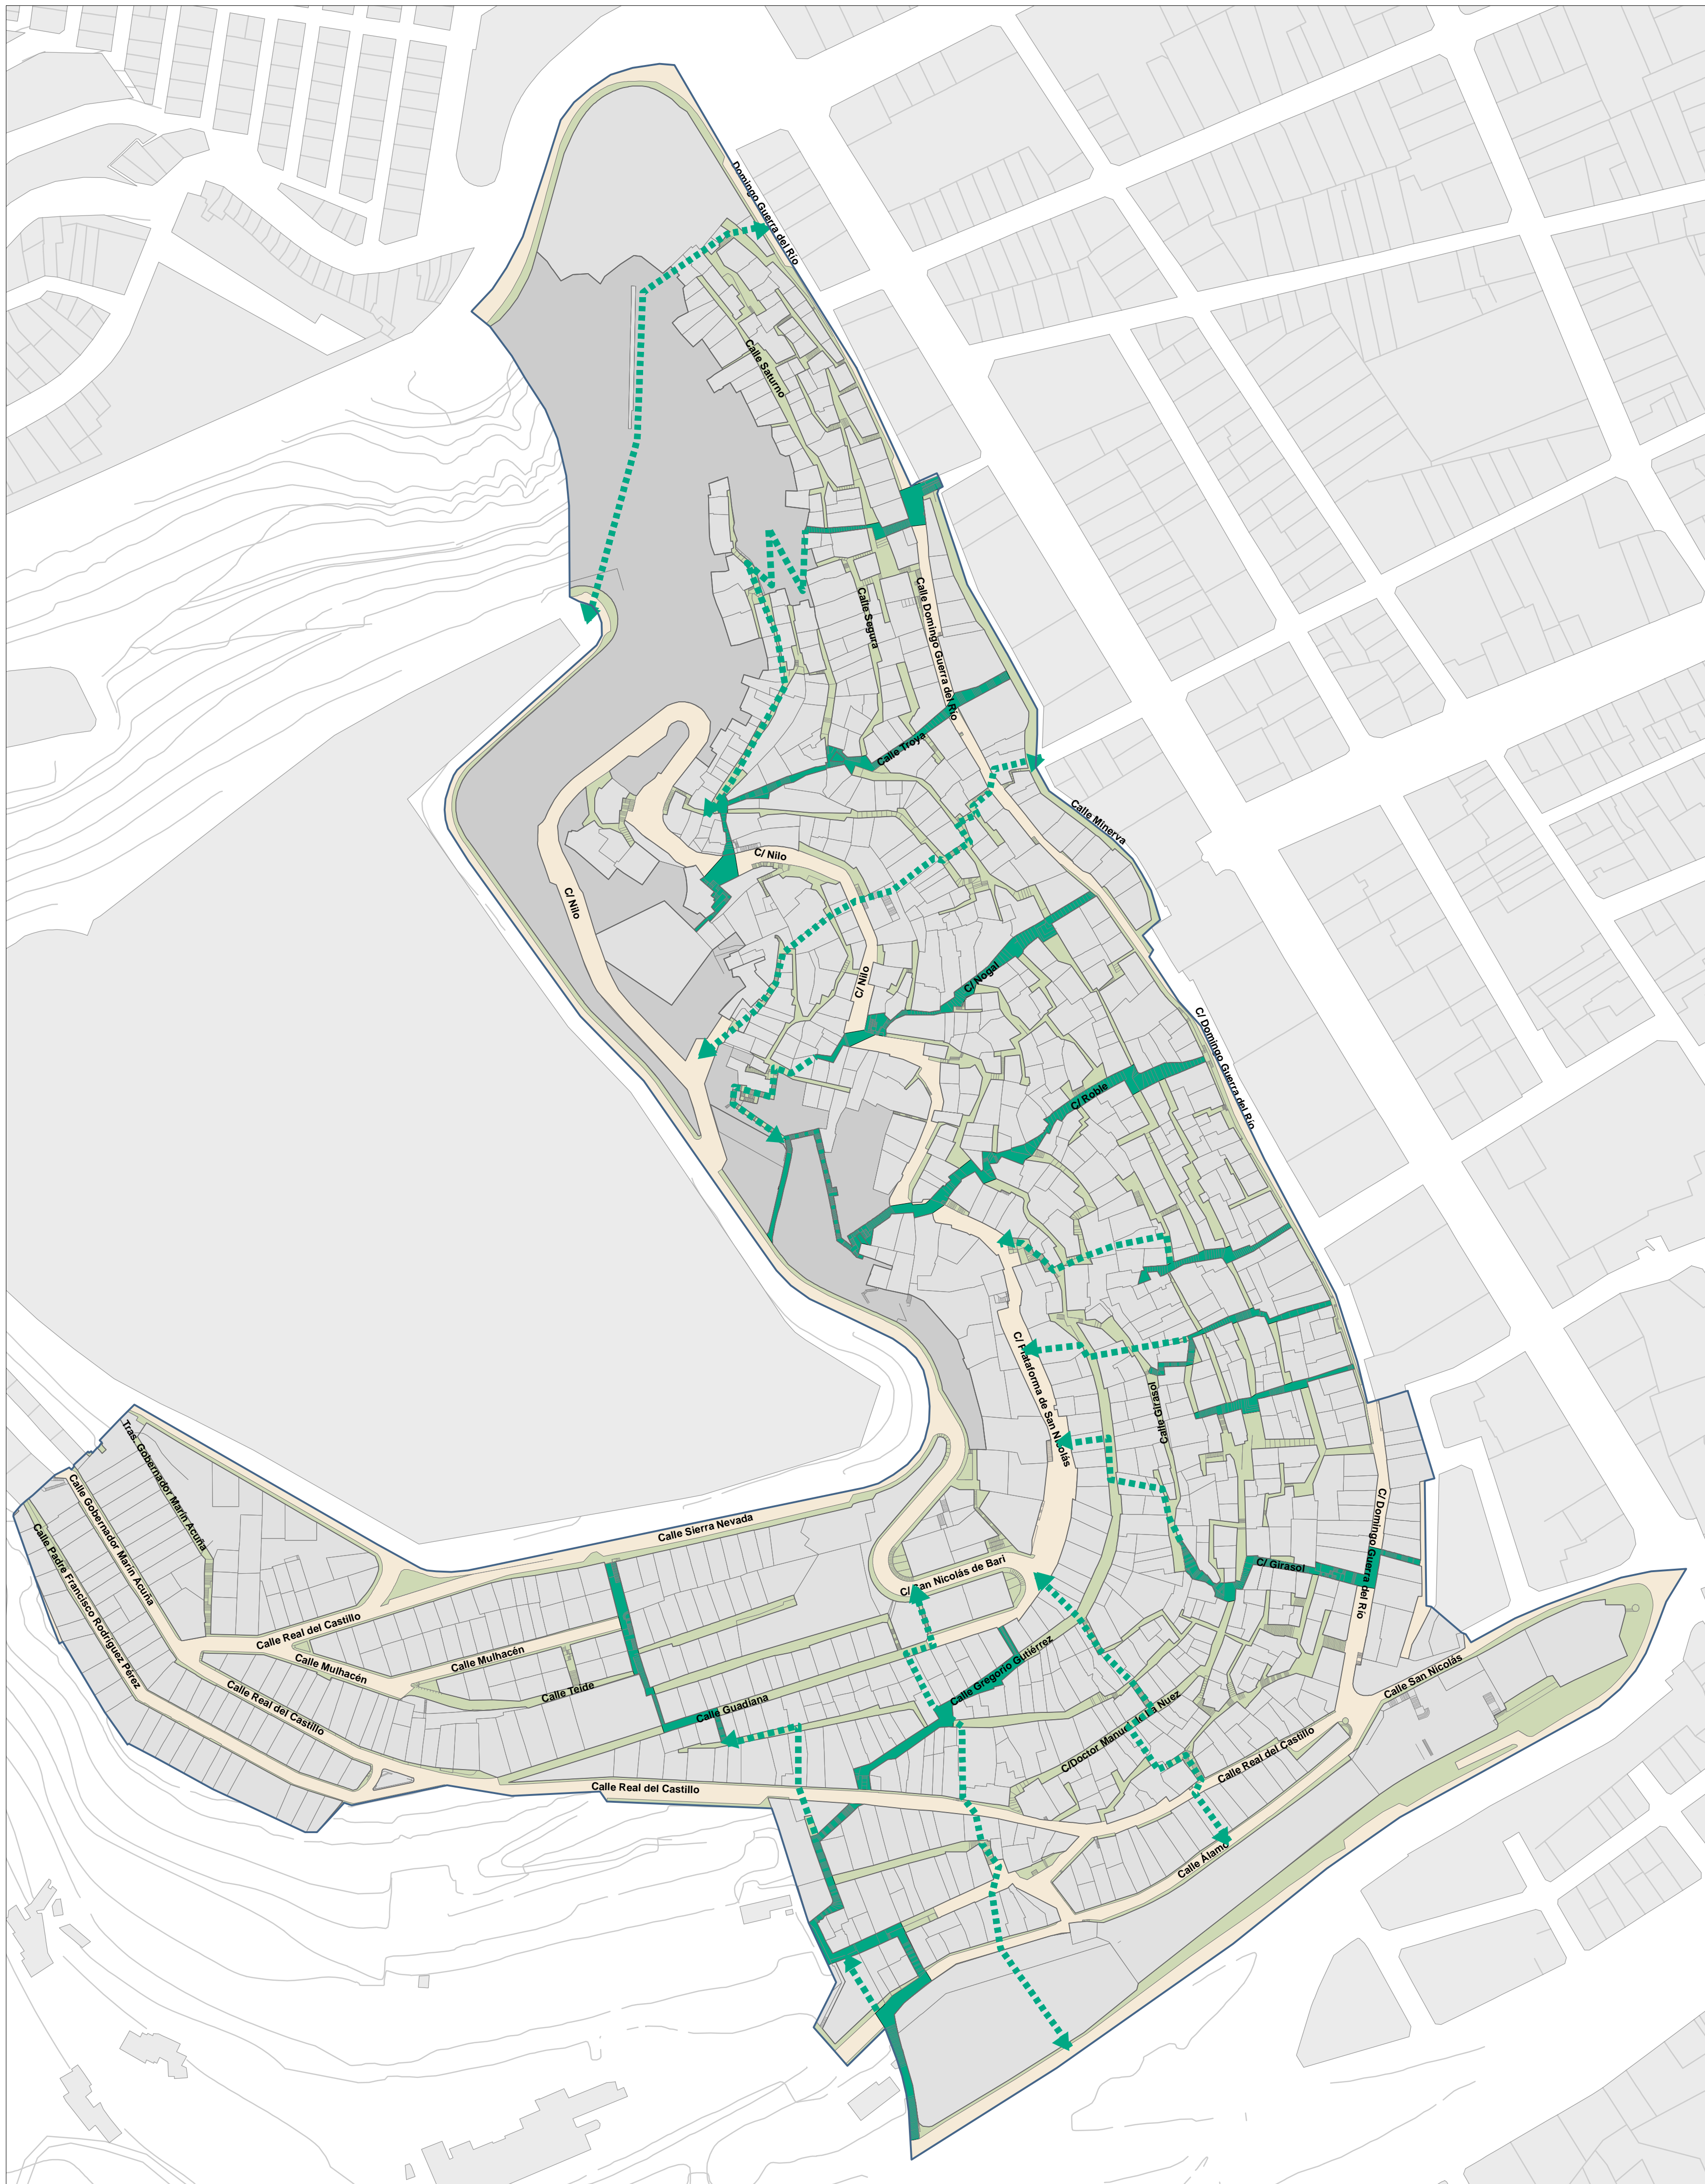 Domingo Guerra del Río
Calle Saturno
Calle Segura
Calle Domingo Guerra del Río
Calle Troya
Calle Minerva
C/ Nilo
C/ Nilo
C/ Nilo
C/ Nogal
C/ Domingo Guerra del Río
C/ Roble
C/ Plataforma de San Nicolás
Calle Girasol
Tras. Gobernador Marín Acuña
Calle Gobernador Marín Acuña
Calle Padre Francisco Rodríguez Pérez
Calle Sierra Nevada
C/ San Nicolás de Bari
C/ Girasol
C/ Domingo Guerra del Río
Calle Real del Castillo
Calle Mulhacén
Calle Mulhacén
Calle Teide
Calle Real del Castillo
Calle Guadiana
Calle Gregorio Gutiérrez
C/Doctor Manuel de La Nuez
Calle San Nicolás
Calle Real del Castillo
Calle Real del Castillo
Calle Álamo